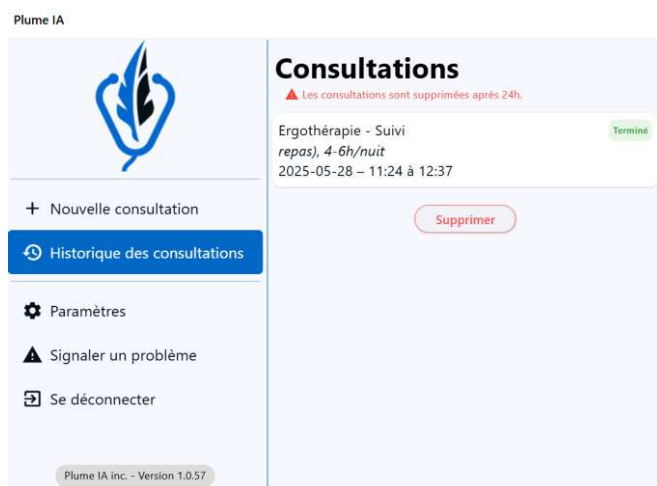 Plume IA
+ Nouvelle consultation
Historique des consultations
Paramètres
Signaler un problème
Se déconnecter
Plume IA inc. - Version 1.0.57
Consultations
Les consultations sont supprimées après 24h.
Ergothérapie - Suivi
Terminé
repas), 4-6h/nuit
2025-05-28 – 11:24 à 12:37
Supprimer